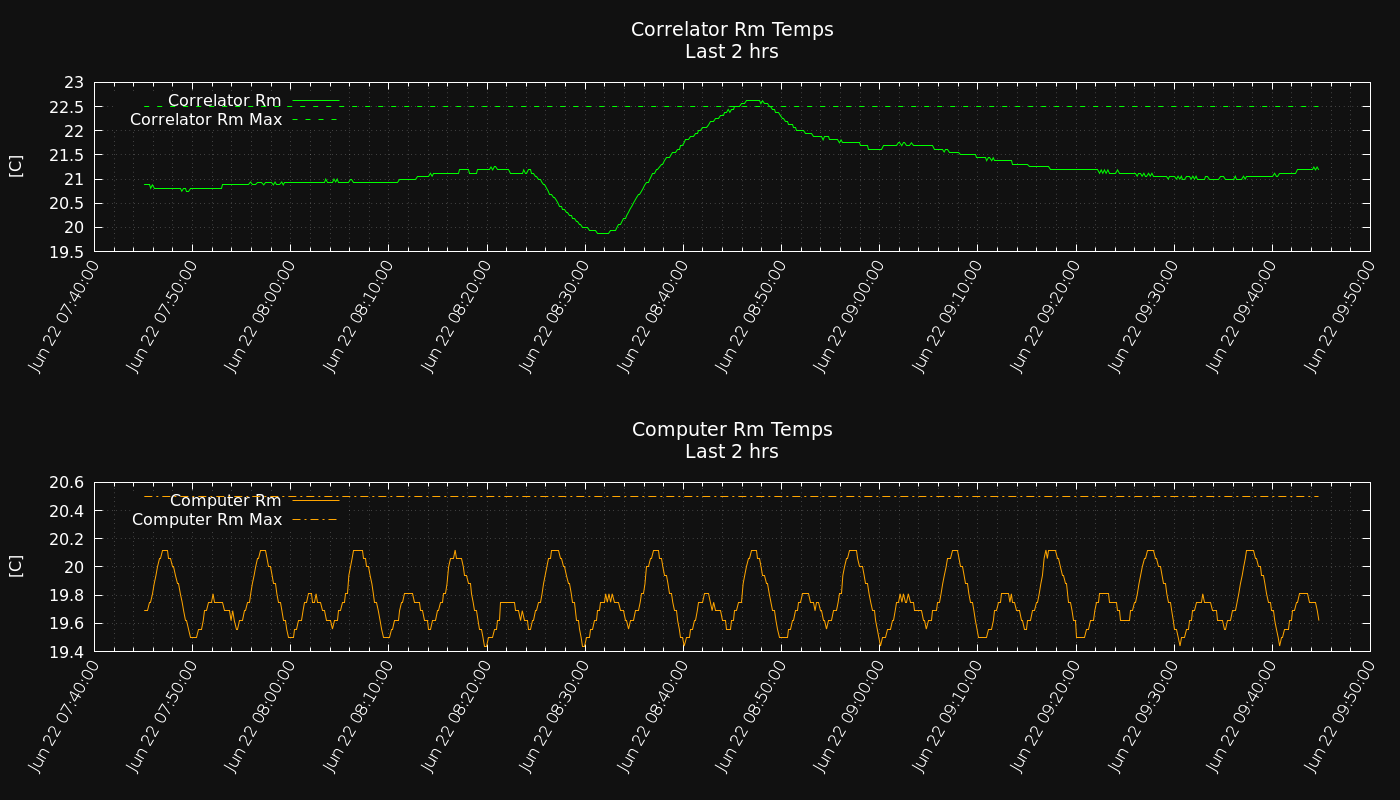 Correlator Rm Temps
Last 2 hrs
[C]
23
22.5
22
21.5
21
20.5
20
19.5
Correlator Rm
Correlator Rm Max
Jun 22 07:40:00
Jun 22 07:50:00
Jun 22 08:00:00
Jun 22 08:10:00
Jun 22 08:20:00
Jun 22 08:30:00
Jun 22 08:40:00
Jun 22 08:50:00
Jun 22 09:00:00
Jun 22 09:10:00
Jun 22 09:20:00
Jun 22 09:30:00
Jun 22 09:40:00
Jun 22 09:50:00
Computer Rm Temps
Last 2 hrs
[C]
20.6
20.4
20.2
20
19.8
19.6
19.4
Computer Rm
Computer Rm Max
Jun 22 07:40:00
Jun 22 07:50:00
Jun 22 08:00:00
Jun 22 08:10:00
Jun 22 08:20:00
Jun 22 08:30:00
Jun 22 08:40:00
Jun 22 08:50:00
Jun 22 09:00:00
Jun 22 09:10:00
Jun 22 09:20:00
Jun 22 09:30:00
Jun 22 09:40:00
Jun 22 09:50:00